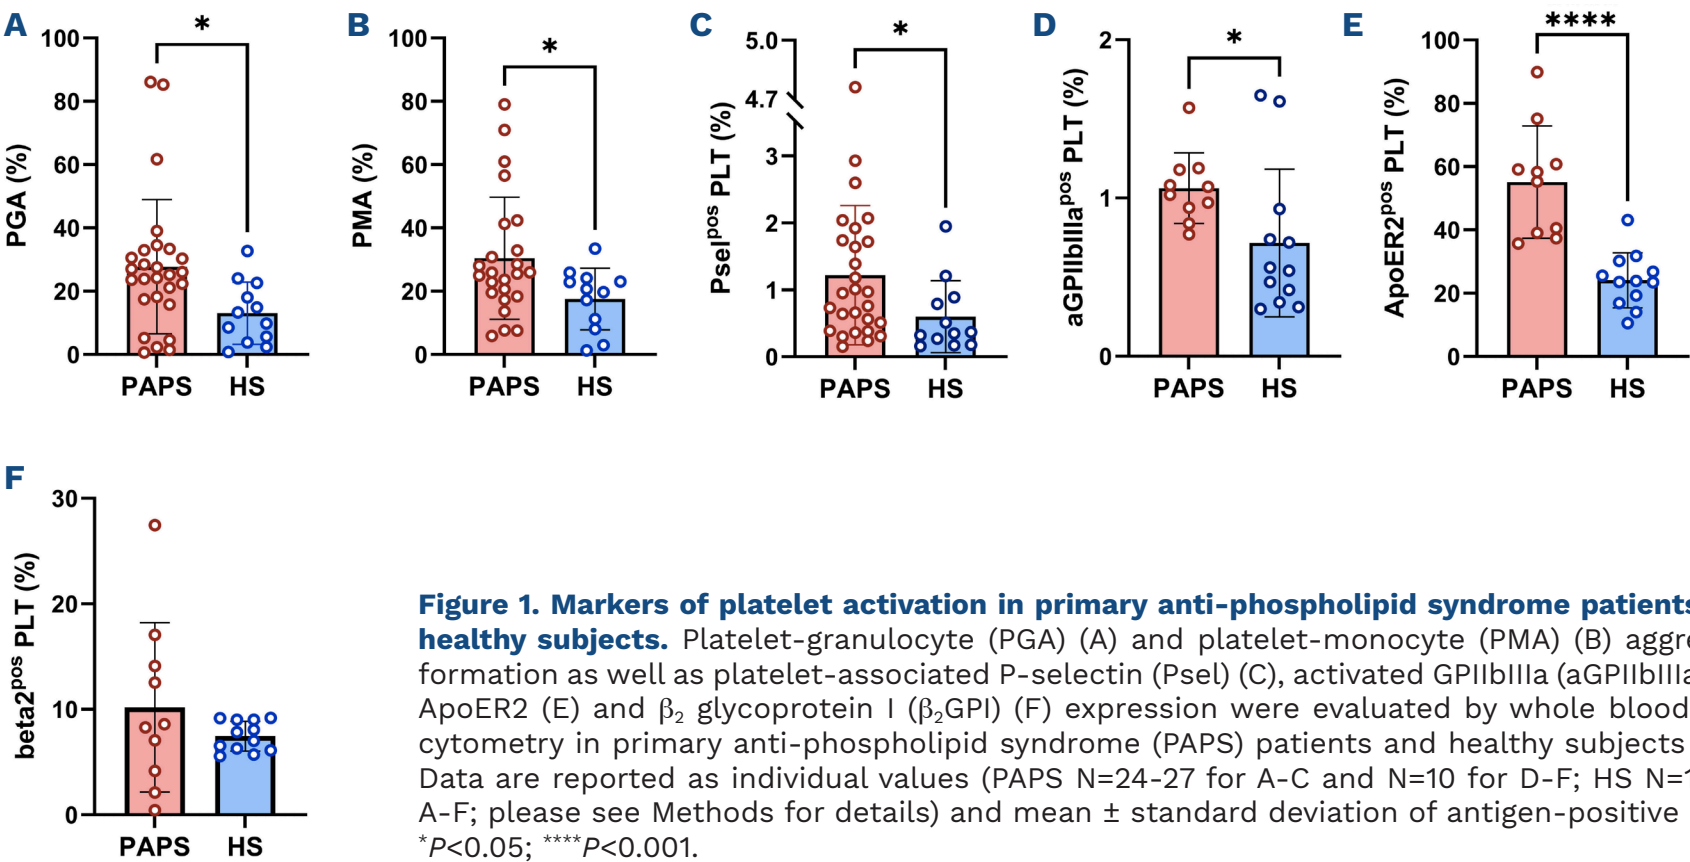 A
PGA (%)
100
80
60
40
20
0
*
PAPS HS
B
PMA (%)
100
80
60
40
20
0
*
PAPS HS
C
Pselpos PLT (%)
5.0
4.7
3
2
1
0
*
PAPS HS
D
aGPIIbIIIapos PLT (%)
2
1
0
*
PAPS HS
E
ApoER2pos PLT (%)
100
80
60
40
20
0
****
PAPS HS
F
beta2pos PLT (%)
30
20
10
0
PAPS HS
Figure 1. Markers of platelet activation in primary anti-phospholipid syndrome patients
healthy subjects. Platelet-granulocyte (PGA) (A) and platelet-monocyte (PMA) (B) aggre
formation as well as platelet-associated P-selectin (Psel) (C), activated GPIIbIIIa (aGPIIbIIIa
ApoER2 (E) and β₂ glycoprotein I (β₂GPI) (F) expression were evaluated by whole blood
cytometry in primary anti-phospholipid syndrome (PAPS) patients and healthy subjects
Data are reported as individual values (PAPS N=24-27 for A-C and N=10 for D-F; HS N=1
A-F; please see Methods for details) and mean ± standard deviation of antigen-positive
*P<0.05; ****P<0.001.